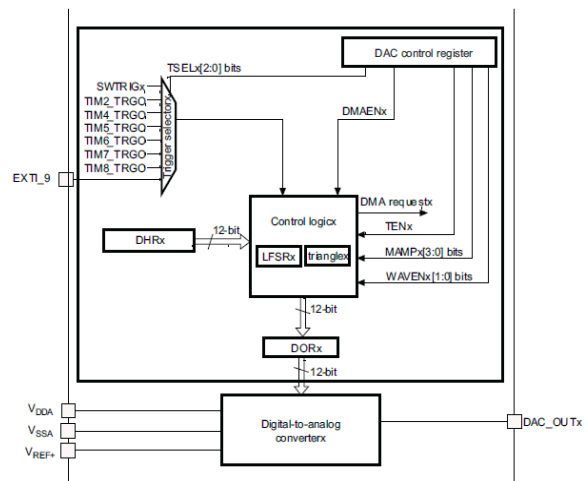 DAC control register
TSELx[2:0] bits
SWTRIGx
TIM2_TRGO
TIM4_TRGO
TIM5_TRGO
TIM6_TRGO
TIM7_TRGO
TIM8_TRGO
Trigger selectorx
DMAENx
EXTI_9
DMA requestx
Control logicx
TENx
12-bit
DHRx
LFSRx
trianglex
MAMPx[3:0] bits
WAVENx[1:0] bits
12-bit
DORx
12-bit
VDDA
Digital-to-analog
converterx
DAC_OUTx
VSSA
VREF+